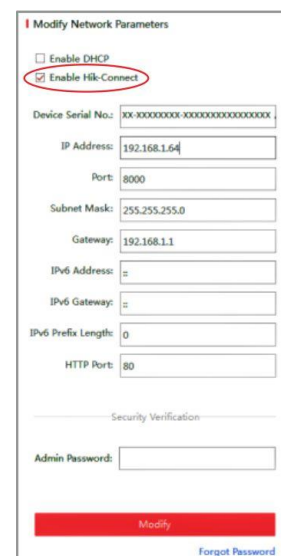 Modify Network Parameters
Enable DHCP
Enable Hik-Connect
Device Serial No.: XX-XXXXXXXX-XXXXXXXXXXXXXXXX
IP Address: 192.168.1.64
Port: 8000
Subnet Mask: 255.255.255.0
Gateway: 192.168.1.1
IPv6 Address: ::
IPv6 Gateway: ::
IPv6 Prefix Length: 0
HTTP Port: 80
Security Verification
Admin Password:
Modify
Forgot Password